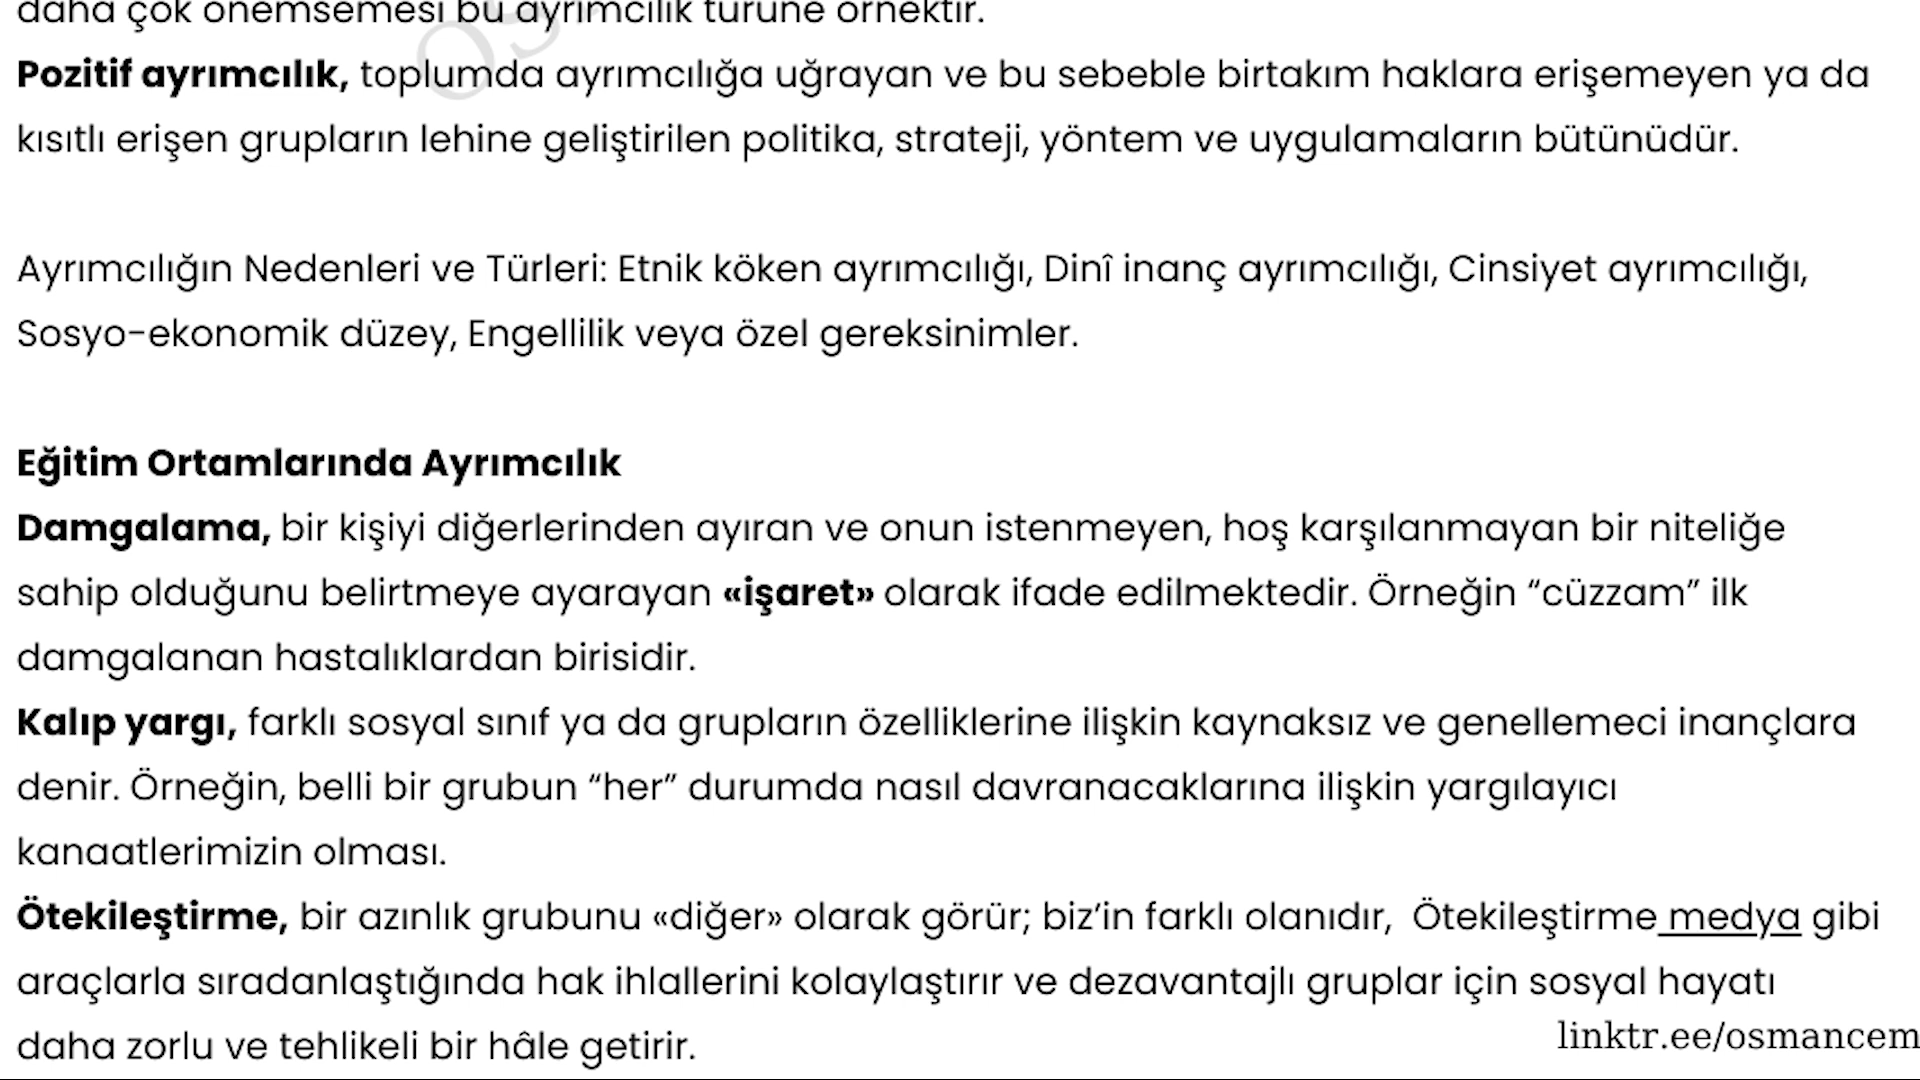 daha çok önemsemesi bu ayrımcılık türüne örnektir.
Pozitif ayrımcılık, toplumda ayrımcılığa uğrayan ve bu sebeble birtakım haklara erişemeyen ya da
kısıtlı erişen grupların lehine geliştirilen politika, strateji, yöntem ve uygulamaların bütünüdür.
Ayrımcılığın Nedenleri ve Türleri: Etnik köken ayrımcılığı, Dinî inanç ayrımcılığı, Cinsiyet ayrımcılığı,
Sosyo-ekonomik düzey, Engellilik veya özel gereksinimler.
Eğitim Ortamlarında Ayrımcılık
Damgalama, bir kişiyi diğerlerinden ayıran ve onun istenmeyen, hoş karşılanmayan bir niteliğe
sahip olduğunu belirtmeye ayarayan «işaret» olarak ifade edilmektedir. Örneğin “cüzzam” ilk
damgalanan hastalıklardan birisidir.
Kalıp yargı, farklı sosyal sınıf ya da grupların özelliklerine ilişkin kaynaksız ve genellemeci inançlara
denir. Örneğin, belli bir grubun “her” durumda nasıl davranacaklarına ilişkin yargılayıcı
kanaatlerimizin olması.
Ötekileştirme, bir azınlık grubunu «diğer» olarak görür; biz’in farklı olanıdır,  Ötekileştirme medya gibi
araçlarla sıradanlaştığında hak ihlallerini kolaylaştırır ve dezavantajlı gruplar için sosyal hayatı
daha zorlu ve tehlikeli bir hâle getirir.
linktr.ee/osmancem